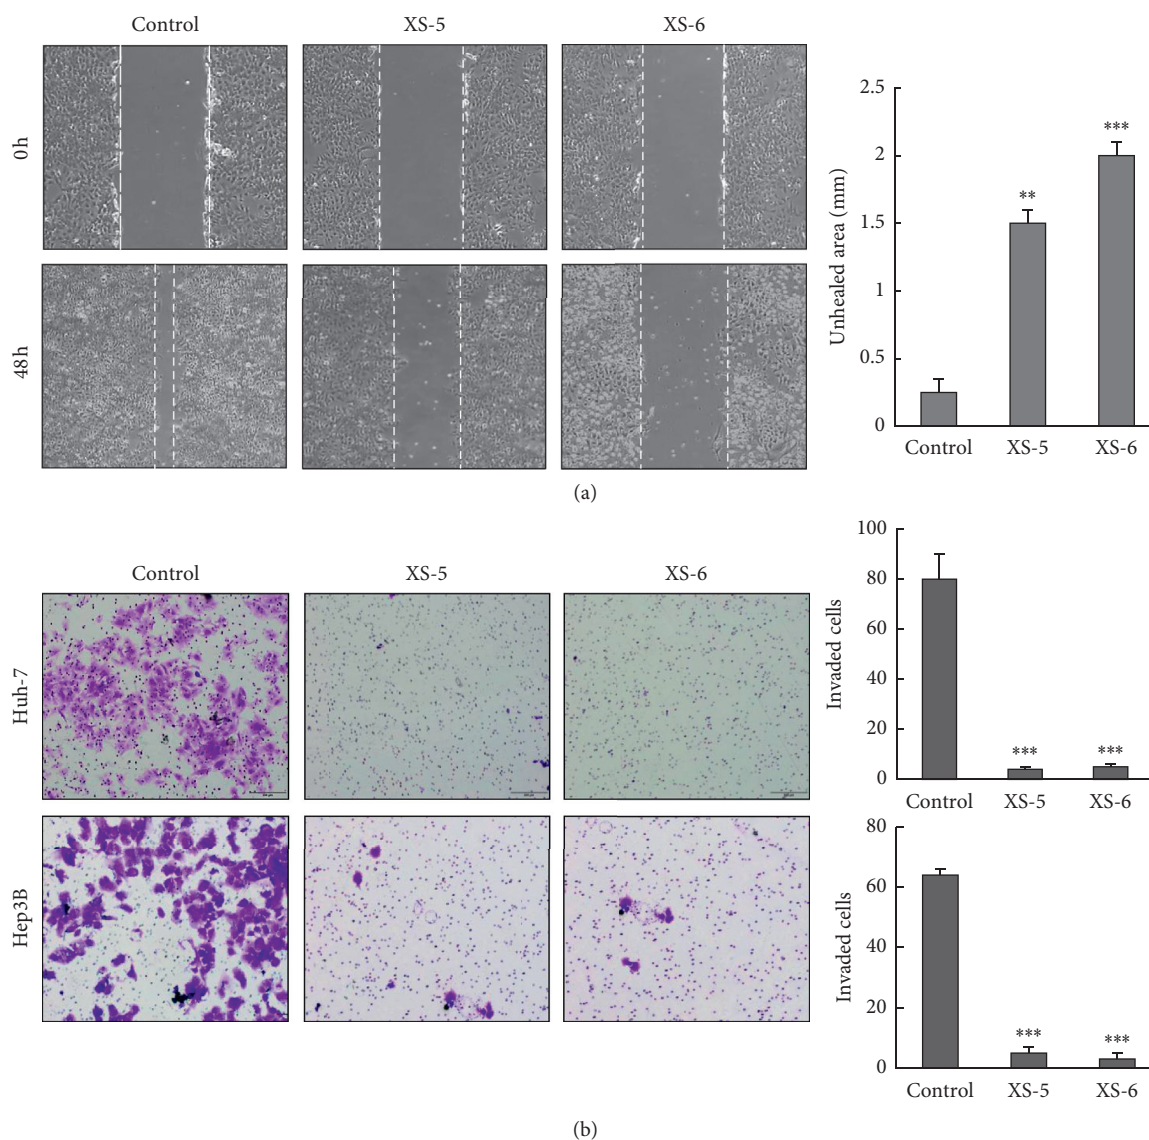 Control XS-5 XS-6
0 h
48 h
Unhealed area (mm)
2.5
2
1.5
1
0.5
0
**
***
Control XS-5 XS-6
(a)
Control XS-5 XS-6
Huh-7
Hep3B
Invaded cells
100
80
60
40
20
0
***
***
Control XS-5 XS-6
Invaded cells
80
60
40
20
0
***
***
Control XS-5 XS-6
(b)